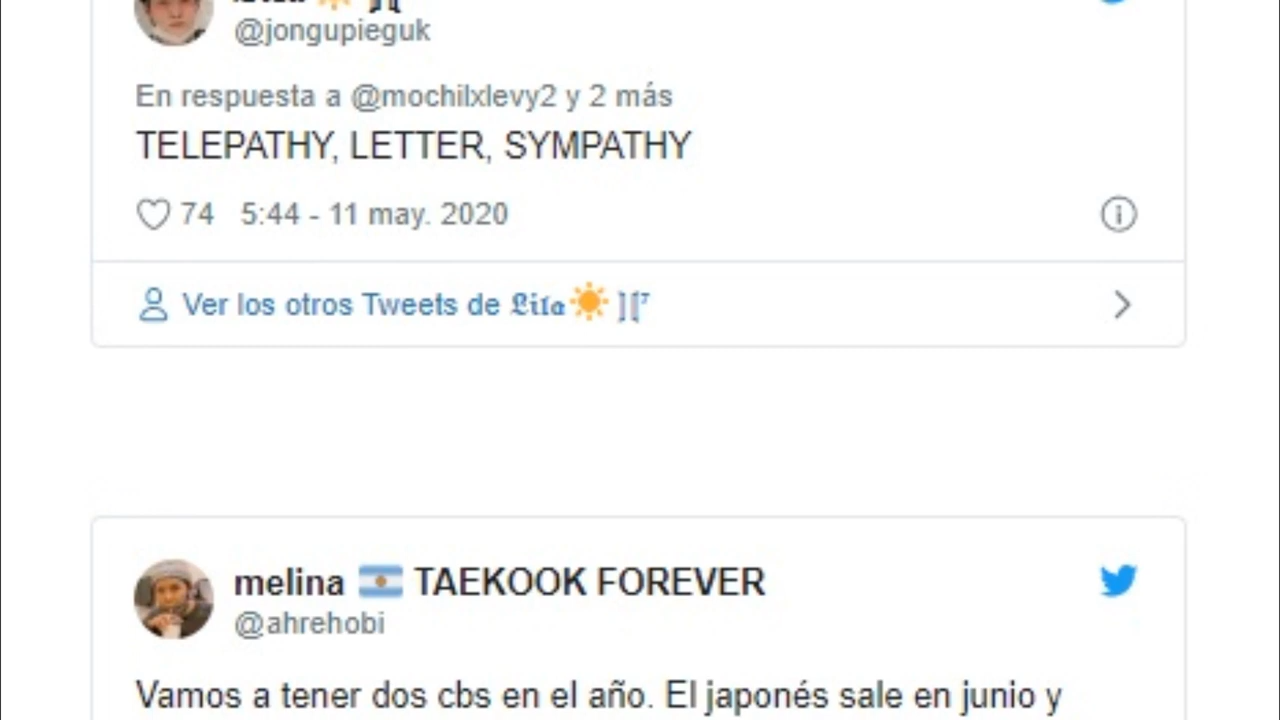 @jongupieguk
En respuesta a @mochilxlevy2 y 2 más
TELEPATHY, LETTER, SYMPATHY
74 5:44 - 11 may. 2020
Ver los otros Tweets de 𝕷𝖎𝖑𝖆☀️
melina 🇦🇷 TAEKOOK FOREVER
@ahrehobi
Vamos a tener dos cbs en el año. El japonés sale en junio y